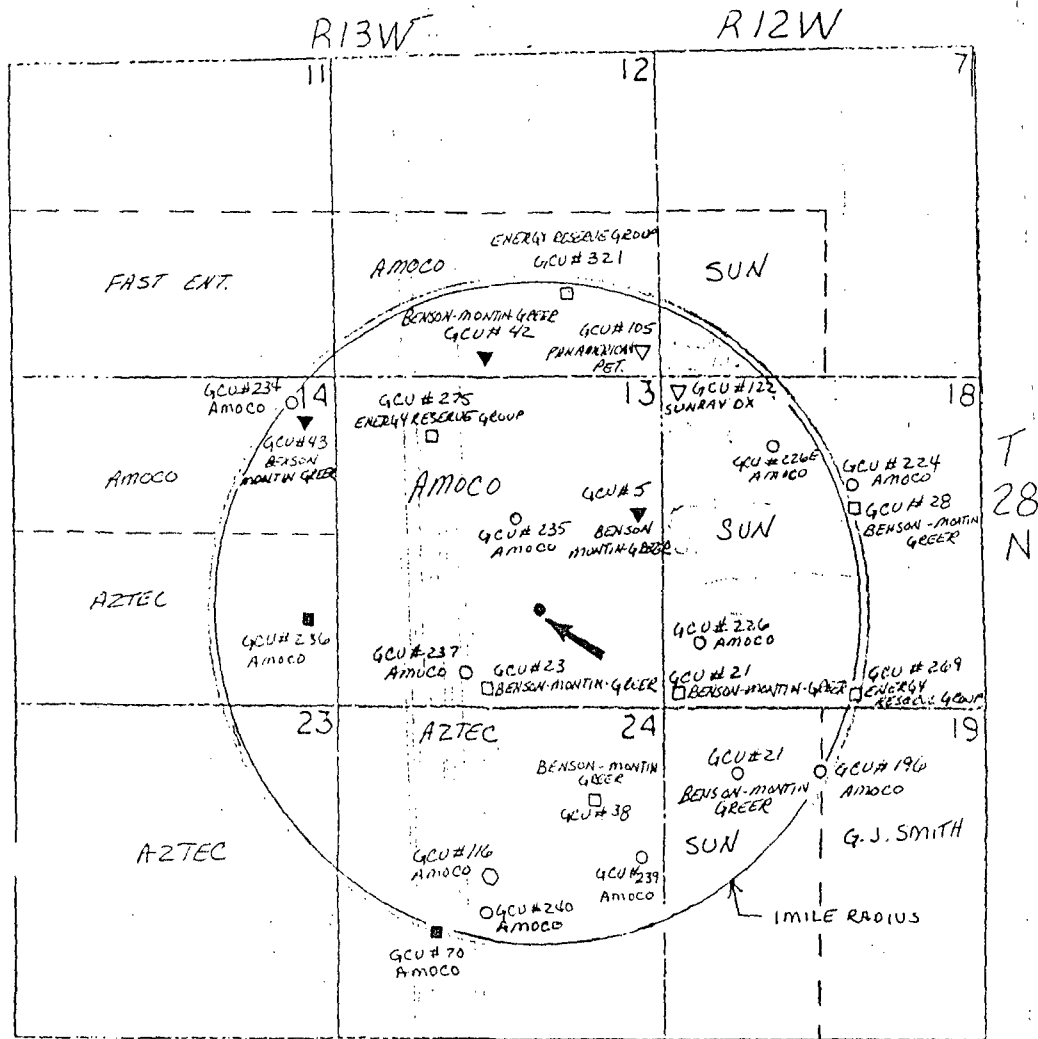 R13W
R12W
11
12
7
ENERGY RESERVE GROUP
GCU # 321
FAST ENT.
AMOCO
SUN
BENSON-MONTIN GREER
GCU # 42
GCU # 105
PANAMERICAN
PET.
GCU # 234
AMOCO
14
GCU # 275
ENERGY RESERVE GROUP
13
GCU # 122
SUNRAY DX
18
GCU # 43
BENSON
MONTIN GREER
GCU # 226E
AMOCO
GCU # 224
AMOCO
T
28
N
AMOCO
AMOCO
GCU # 5
BENSON
MONTIN-GREER
SUN
GCU # 28
BENSON-MONTIN
GREER
GCU # 235
AMOCO
AZTEC
GCU # 236
AMOCO
GCU # 237
AMOCO
GCU # 226
AMOCO
GCU # 23
BENSON-MONTIN-GREER
GCU # 21
BENSON-MONTIN-GREER
GCU # 269
ENERGY
RESERVE GROUP
23
AZTEC
24
19
BENSON-MONTIN
GREER
GCU # 38
GCU # 21
BENSON-MONTIN
GREER
GCU # 196
AMOCO
AZTEC
SUN
G.J. SMITH
GCU # 116
AMOCO
GCU # 239
AMOCO
GCU # 240
AMOCO
1 MILE RADIUS
GCU # 70
AMOCO